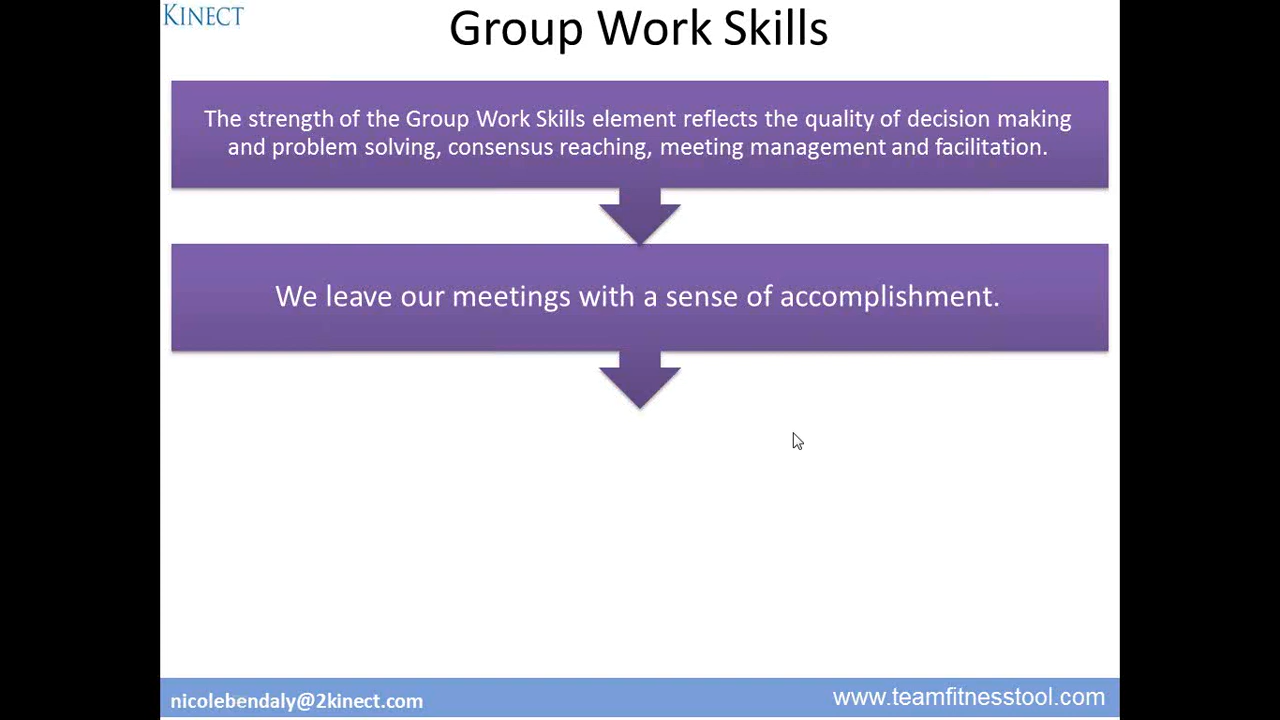 KINECT
Group Work Skills
The strength of the Group Work Skills element reflects the quality of decision making
and problem solving, consensus reaching, meeting management and facilitation.
We leave our meetings with a sense of accomplishment.
nicolebendaly@2kinect.com
www.teamfitnesstool.com